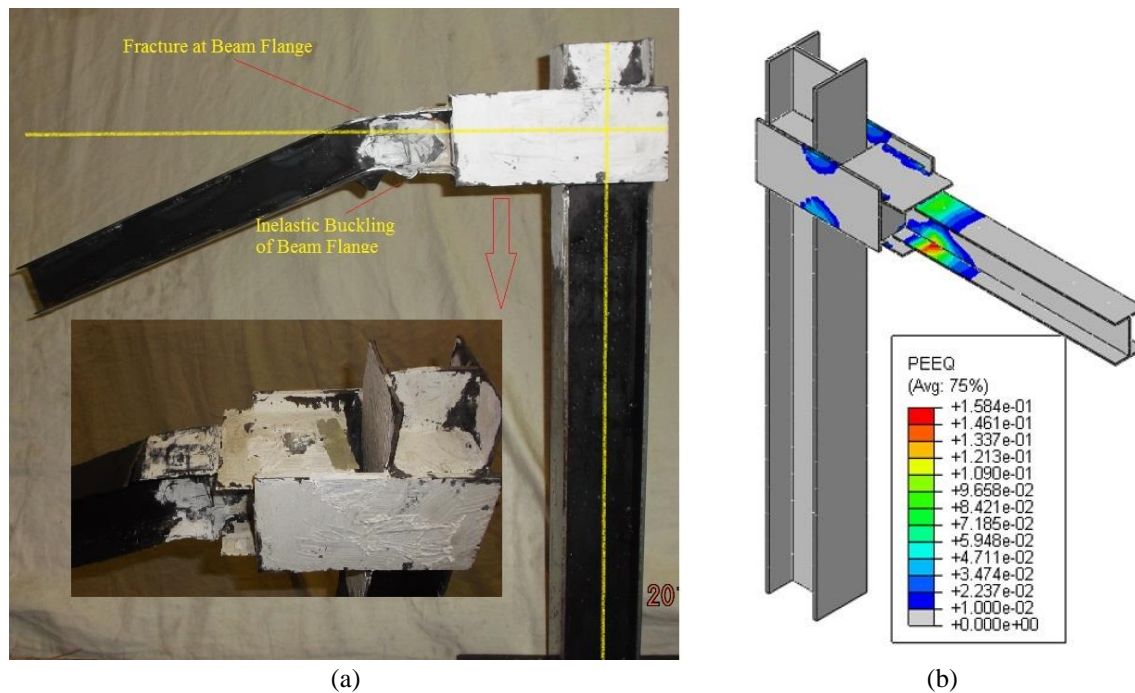 Fracture at Beam Flange
Inelastic Buckling
of Beam Flange
20
(a)
PEEQ
(Avg: 75%)
+1.584e-01
+1.461e-01
+1.337e-01
+1.213e-01
+1.090e-01
+9.658e-02
+8.421e-02
+7.185e-02
+5.948e-02
+4.711e-02
+3.474e-02
+2.237e-02
+1.000e-02
+0.000e+00
(b)